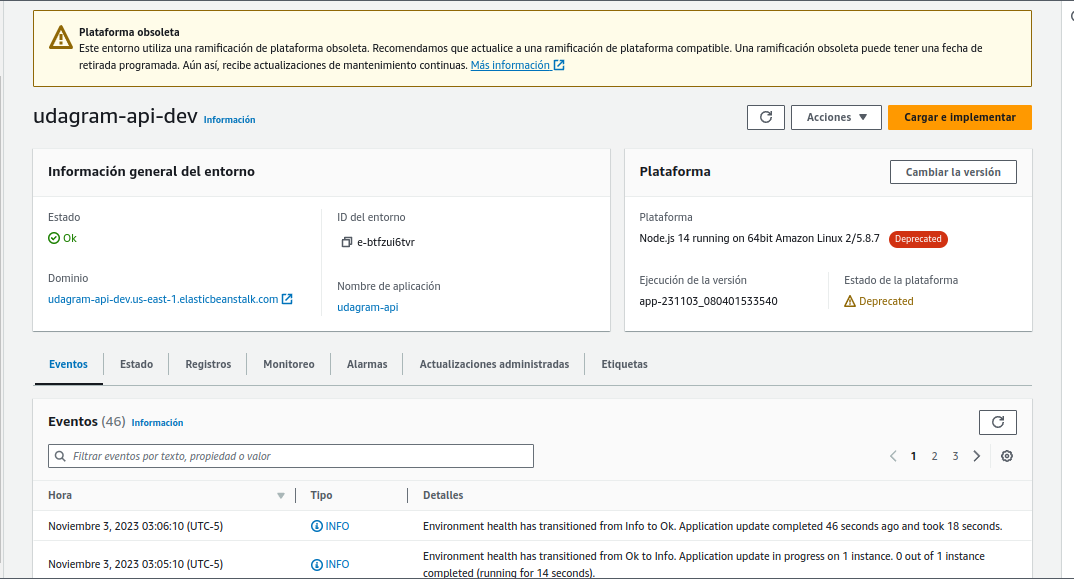 Plataforma obsoleta
Este entorno utiliza una ramificación de plataforma obsoleta. Recomendamos que actualice a una ramificación de plataforma compatible. Una ramificación obsoleta puede tener una fecha de
retirada programada. Aún así, recibe actualizaciones de mantenimiento continuas. Más información
udagram-api-dev Información
Acciones
Cargar e implementar
Información general del entorno
Estado
Ok
Dominio
udagram-api-dev.us-east-1.elasticbeanstalk.com
ID del entorno
e-btfzui6tvr
Nombre de aplicación
udagram-api
Plataforma
Cambiar la versión
Plataforma
Node.js 14 running on 64bit Amazon Linux 2/5.8.7 Deprecated
Ejecución de la versión
app-231103_080401533540
Estado de la plataforma
Deprecated
Eventos Estado Registros Monitoreo Alarmas Actualizaciones administradas Etiquetas
Eventos (46) Información
Filtrar eventos por texto, propiedad o valor
1 2 3
Hora Tipo Detalles
Noviembre 3, 2023 03:06:10 (UTC-5) INFO Environment health has transitioned from Info to Ok. Application update completed 46 seconds ago and took 18 seconds.
Noviembre 3, 2023 03:05:10 (UTC-5) INFO Environment health has transitioned from Ok to Info. Application update in progress on 1 instance. 0 out of 1 instance
completed (running for 14 seconds).